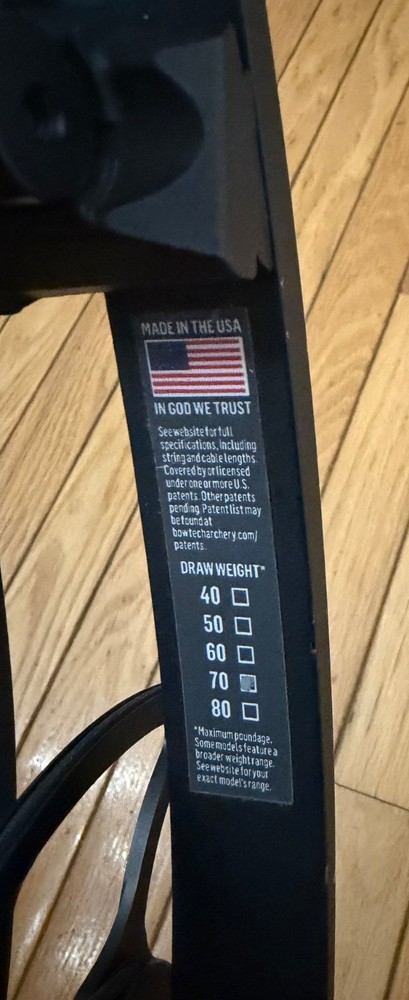 MADE IN THE USA
IN GOD WE TRUST
See website for full
specifications, including
string and cable lengths.
Covered by or licensed
under one or more U.S.
patents. Other patents
pending. Patent list may
be found at
bowtecharchery.com/
patents.
DRAW WEIGHT*
40
50
60
70
80
*Maximum poundage.
Some models feature a
broader weight range.
See website for your
exact model's range.